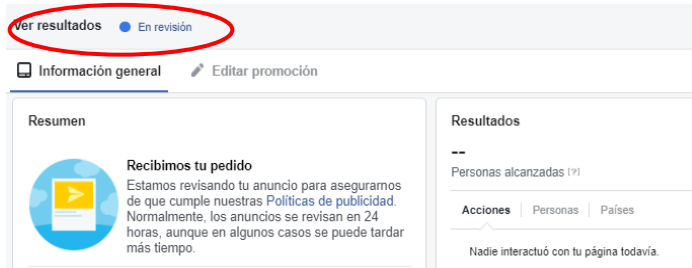 Ver resultados En revisión
Información general Editar promoción
Resumen
Recibimos tu pedido
Estamos revisando tu anuncio para asegurarnos
de que cumple nuestras Políticas de publicidad.
Normalmente, los anuncios se revisan en 24
horas, aunque en algunos casos se puede tardar
más tiempo.
Resultados
--
Personas alcanzadas [?]
Acciones Personas Países
Nadie interactuó con tu página todavía.